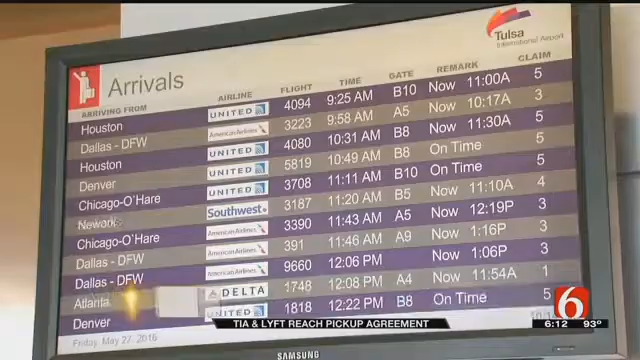 Tulsa
International Airport
Arrivals
ARRIVING FROM AIRLINE FLIGHT TIME GATE REMARK CLAIM
Houston UNITED 4094 9:25 AM B10 Now 11:00A 5
Dallas - DFW American Airlines 3223 9:58 AM A5 Now 10:17A 3
Houston UNITED 4080 10:31 AM B8 Now 11:30A 5
Denver UNITED 5819 10:49 AM B8 On Time 5
Chicago-O'Hare UNITED 3708 11:11 AM B10 On Time 5
Newark Southwest 3187 11:20 AM B5 Now 11:10A 4
Chicago-O'Hare American Airlines 3390 11:43 AM A5 Now 12:19P 3
Dallas - DFW American Airlines 391 11:46 AM A9 Now 1:16P 3
Dallas - DFW American Airlines 9660 12:06 PM Now 1:06P 3
Atlanta DELTA 1748 12:08 PM A4 Now 11:54A 1
Denver UNITED 1818 12:22 PM B8 On Time 5
Friday, May 27, 2016
SAMSUNG
TIA & LYFT REACH PICKUP AGREEMENT
6
6:12 93°